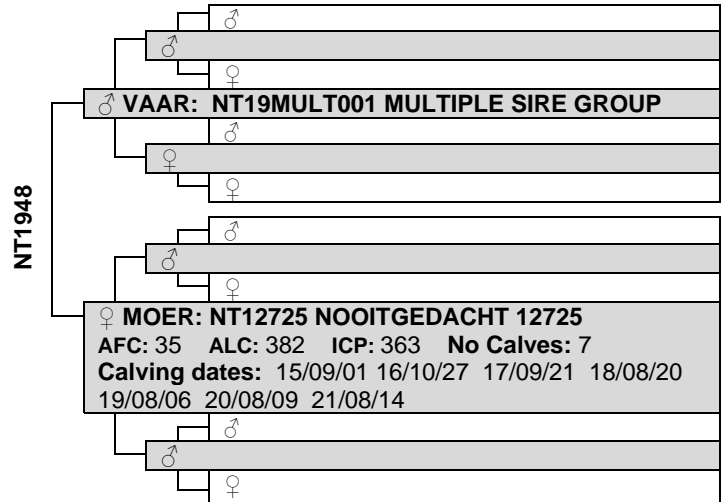 ♂
♂
♀
♂ VAAR: NT19MULT001 MULTIPLE SIRE GROUP
♂
♀
♀
NT1948
♂
♂
♀
♀ MOER: NT12725 NOOITGEDACHT 12725
AFC: 35 ALC: 382 ICP: 363 No Calves: 7
Calving dates: 15/09/01 16/10/27 17/09/21 18/08/20
19/08/06 20/08/09 21/08/14
♂
♂
♀